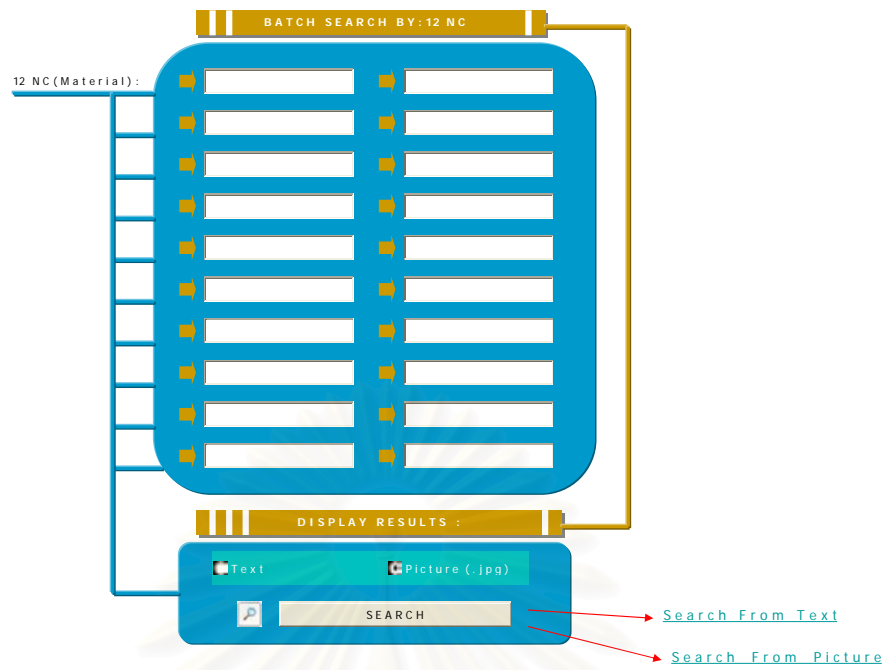 BATCH SEARCH BY:12 NC
12 NC(Material):
DISPLAY RESULTS :
Text
Picture (.jpg)
SEARCH
Search From Text
Search From Picture